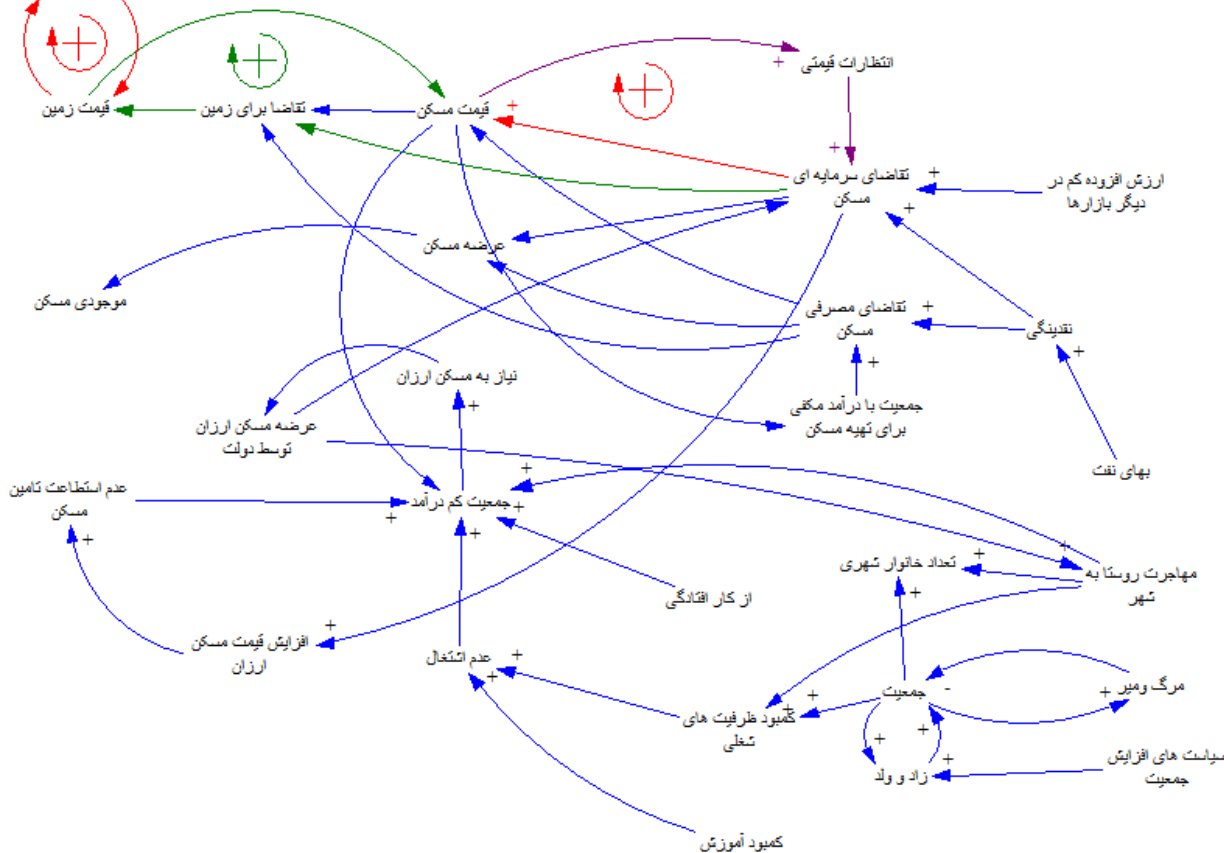 انتظارات قیمتی
قیمت مسکن
تقاضا برای زمین
قیمت زمین
تقاضای سرمایه ای
مسکن
ارزش افزوده کم در
دیگر بازارها
عرضه مسکن
موجودی مسکن
تقاضای مصرفی
مسکن
نقدینگی
نیاز به مسکن ارزان
جمعیت با درآمد مکفی
برای تهیه مسکن
عرضه مسکن ارزان
توسط دولت
بهای نفت
عدم استطاعت تامین
مسکن
جمعیت کم درآمد
تعداد خانوار شهری
مهاجرت روستا به
شهر
از کار افتادگی
افزایش قیمت مسکن
ارزان
عدم اشتغال
جمعیت
مرگ ومیر
کمبود ظرفیت های
شغلی
زاد و ولد
سیاست های افزایش
جمعیت
کمبود آموزش